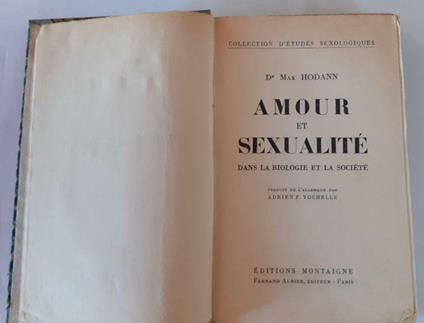 COLLECTION D'ÉTUDES SEXOLOGIQUES
Dr MAX HODANN
AMOUR
ET
SEXUALITÉ
DANS LA BIOLOGIE ET LA SOCIÉTÉ
TRADUIT DE L'ALLEMAND PAR
ADRIEN F. VOCHELLE
ÉDITIONS MONTAIGNE
FERNAND AUBIER, ÉDITEUR - PARIS